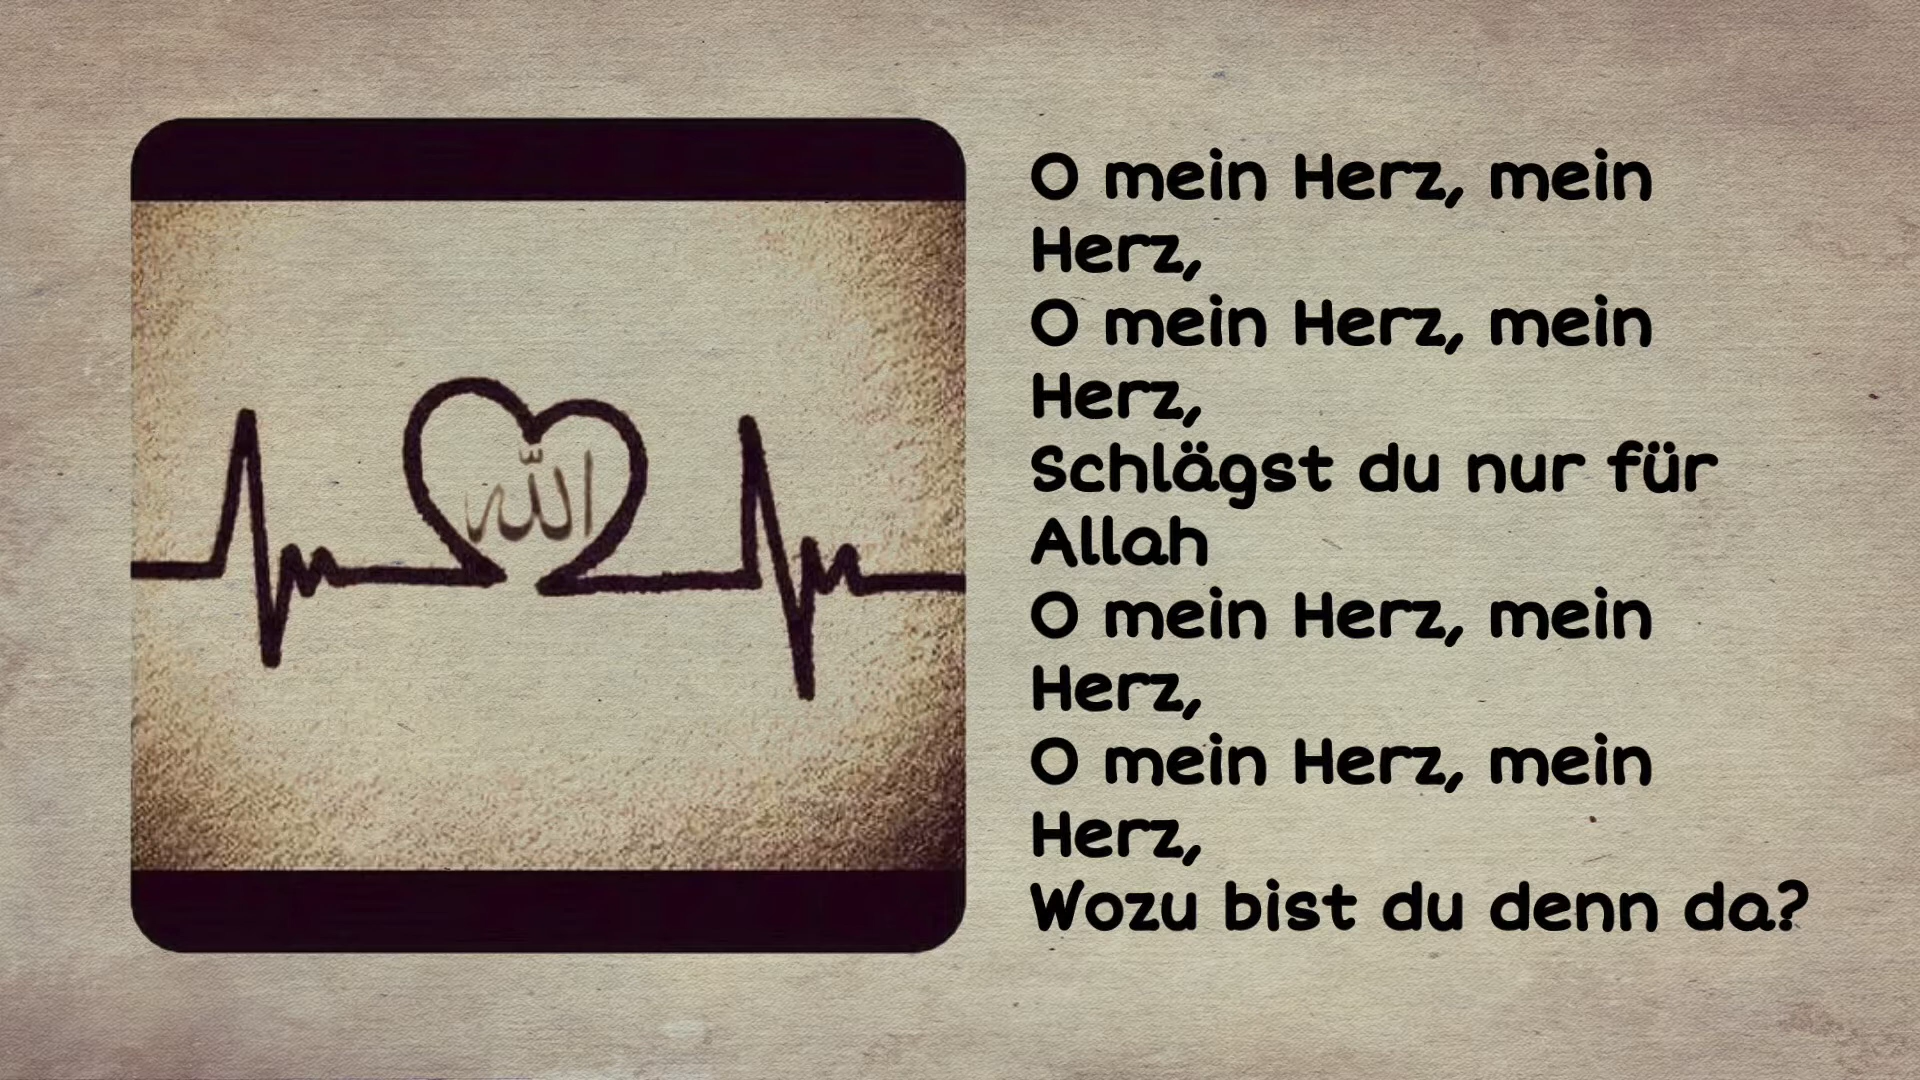 الله
O mein Herz, mein
Herz,
O mein Herz, mein
Herz,
Schlägst du nur für
Allah
O mein Herz, mein
Herz,
O mein Herz, mein
Herz,
Wozu bist du denn da?